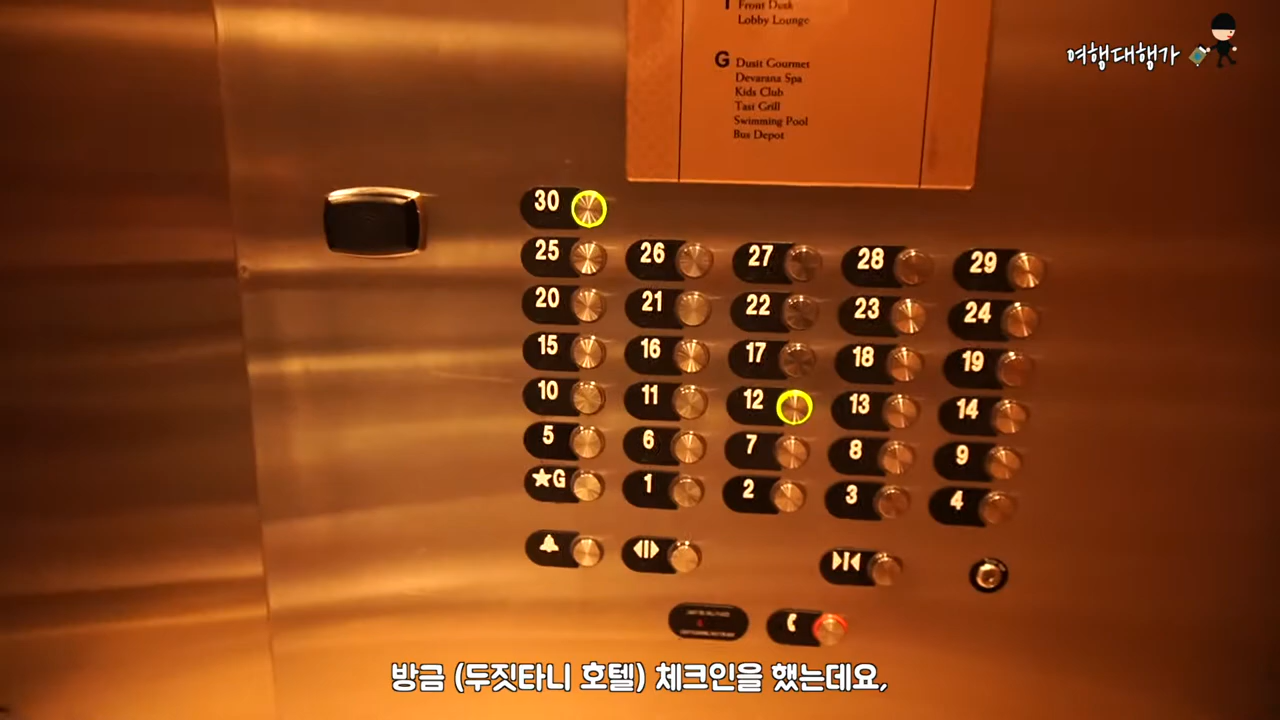 1 Front Desk
Lobby Lounge
여행대행가
G Dusit Gourmet
Devarana Spa
Kids Club
Tast Grill
Swimming Pool
Bus Depot
30
25 26 27 28 29
20 21 22 23 24
15 16 17 18 19
10 11 12 13 14
5 6 7 8 9
★G 1 2 3 4
방금 (두짓타니 호텔) 체크인을 했는데요,